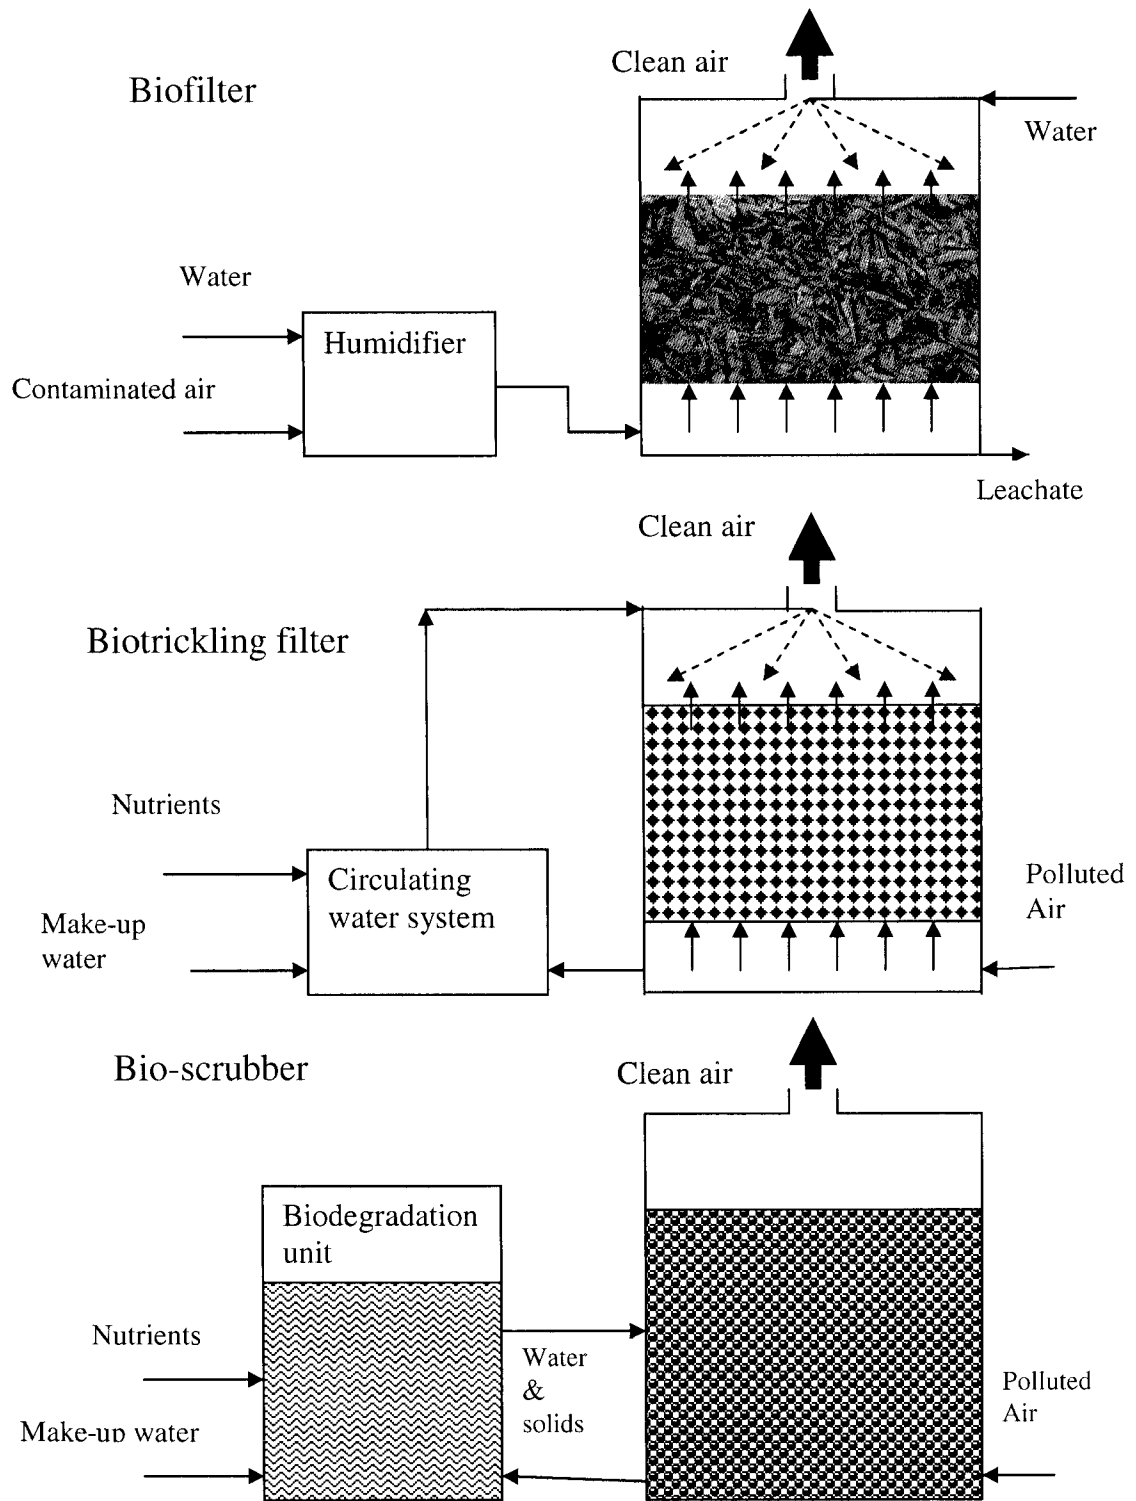 Clean air
Biofilter
Water
Water
Humidifier
Contaminated air
Leachate
Clean air
Biotrickling filter
Nutrients
Circulating
water system
Polluted
Air
Make-up
water
Bio-scrubber
Clean air
Biodegradation
unit
Nutrients
Water
&
solids
Polluted
Air
Make-up water